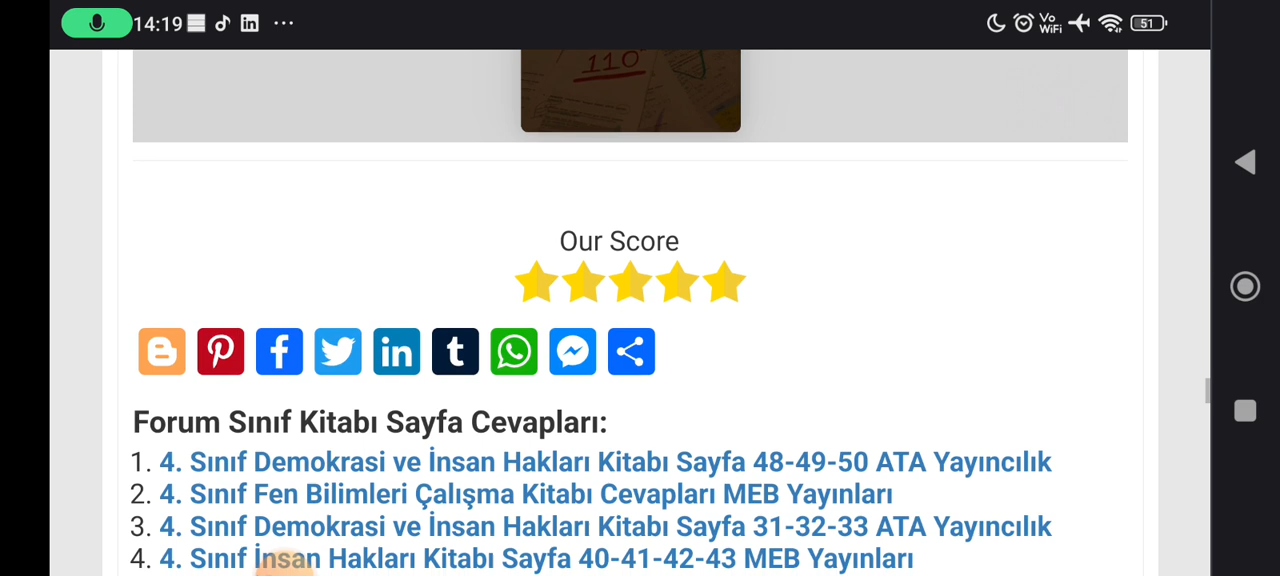 14:19
Vo
WiFi
51
110
Our Score
Forum Sınıf Kitabı Sayfa Cevapları:
1. 4. Sınıf Demokrasi ve İnsan Hakları Kitabı Sayfa 48-49-50 ATA Yayıncılık
2. 4. Sınıf Fen Bilimleri Çalışma Kitabı Cevapları MEB Yayınları
3. 4. Sınıf Demokrasi ve İnsan Hakları Kitabı Sayfa 31-32-33 ATA Yayıncılık
4. 4. Sınıf İnsan Hakları Kitabı Sayfa 40-41-42-43 MEB Yayınları